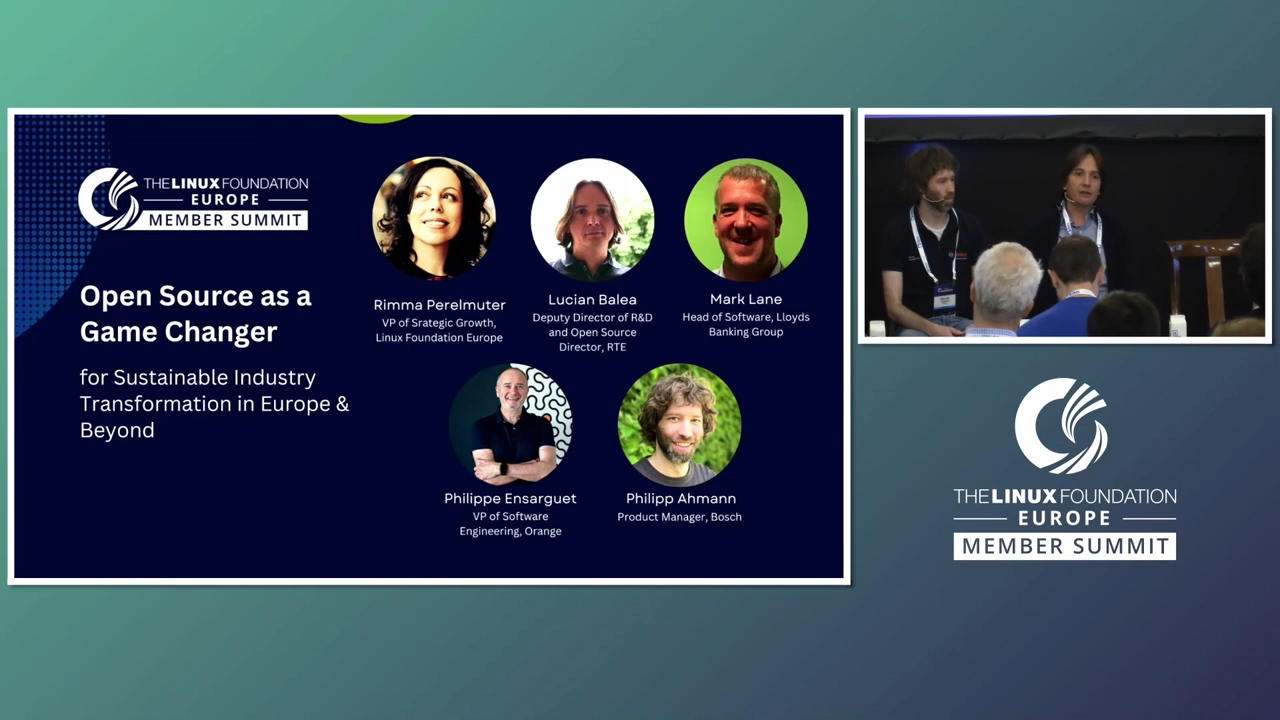 THE LINUX FOUNDATION
EUROPE
MEMBER SUMMIT
Open Source as a
Game Changer
for Sustainable Industry
Transformation in Europe &
Beyond
Rimma Perelmuter
VP of Srategic Growth,
Linux Foundation Europe
Lucian Balea
Deputy Director of R&D
and Open Source
Director, RTE
Mark Lane
Head of Software, Lloyds
Banking Group
Philippe Ensarguet
VP of Software
Engineering, Orange
Philipp Ahmann
Product Manager, Bosch
THE LINUX FOUNDATION
EUROPE
MEMBER SUMMIT